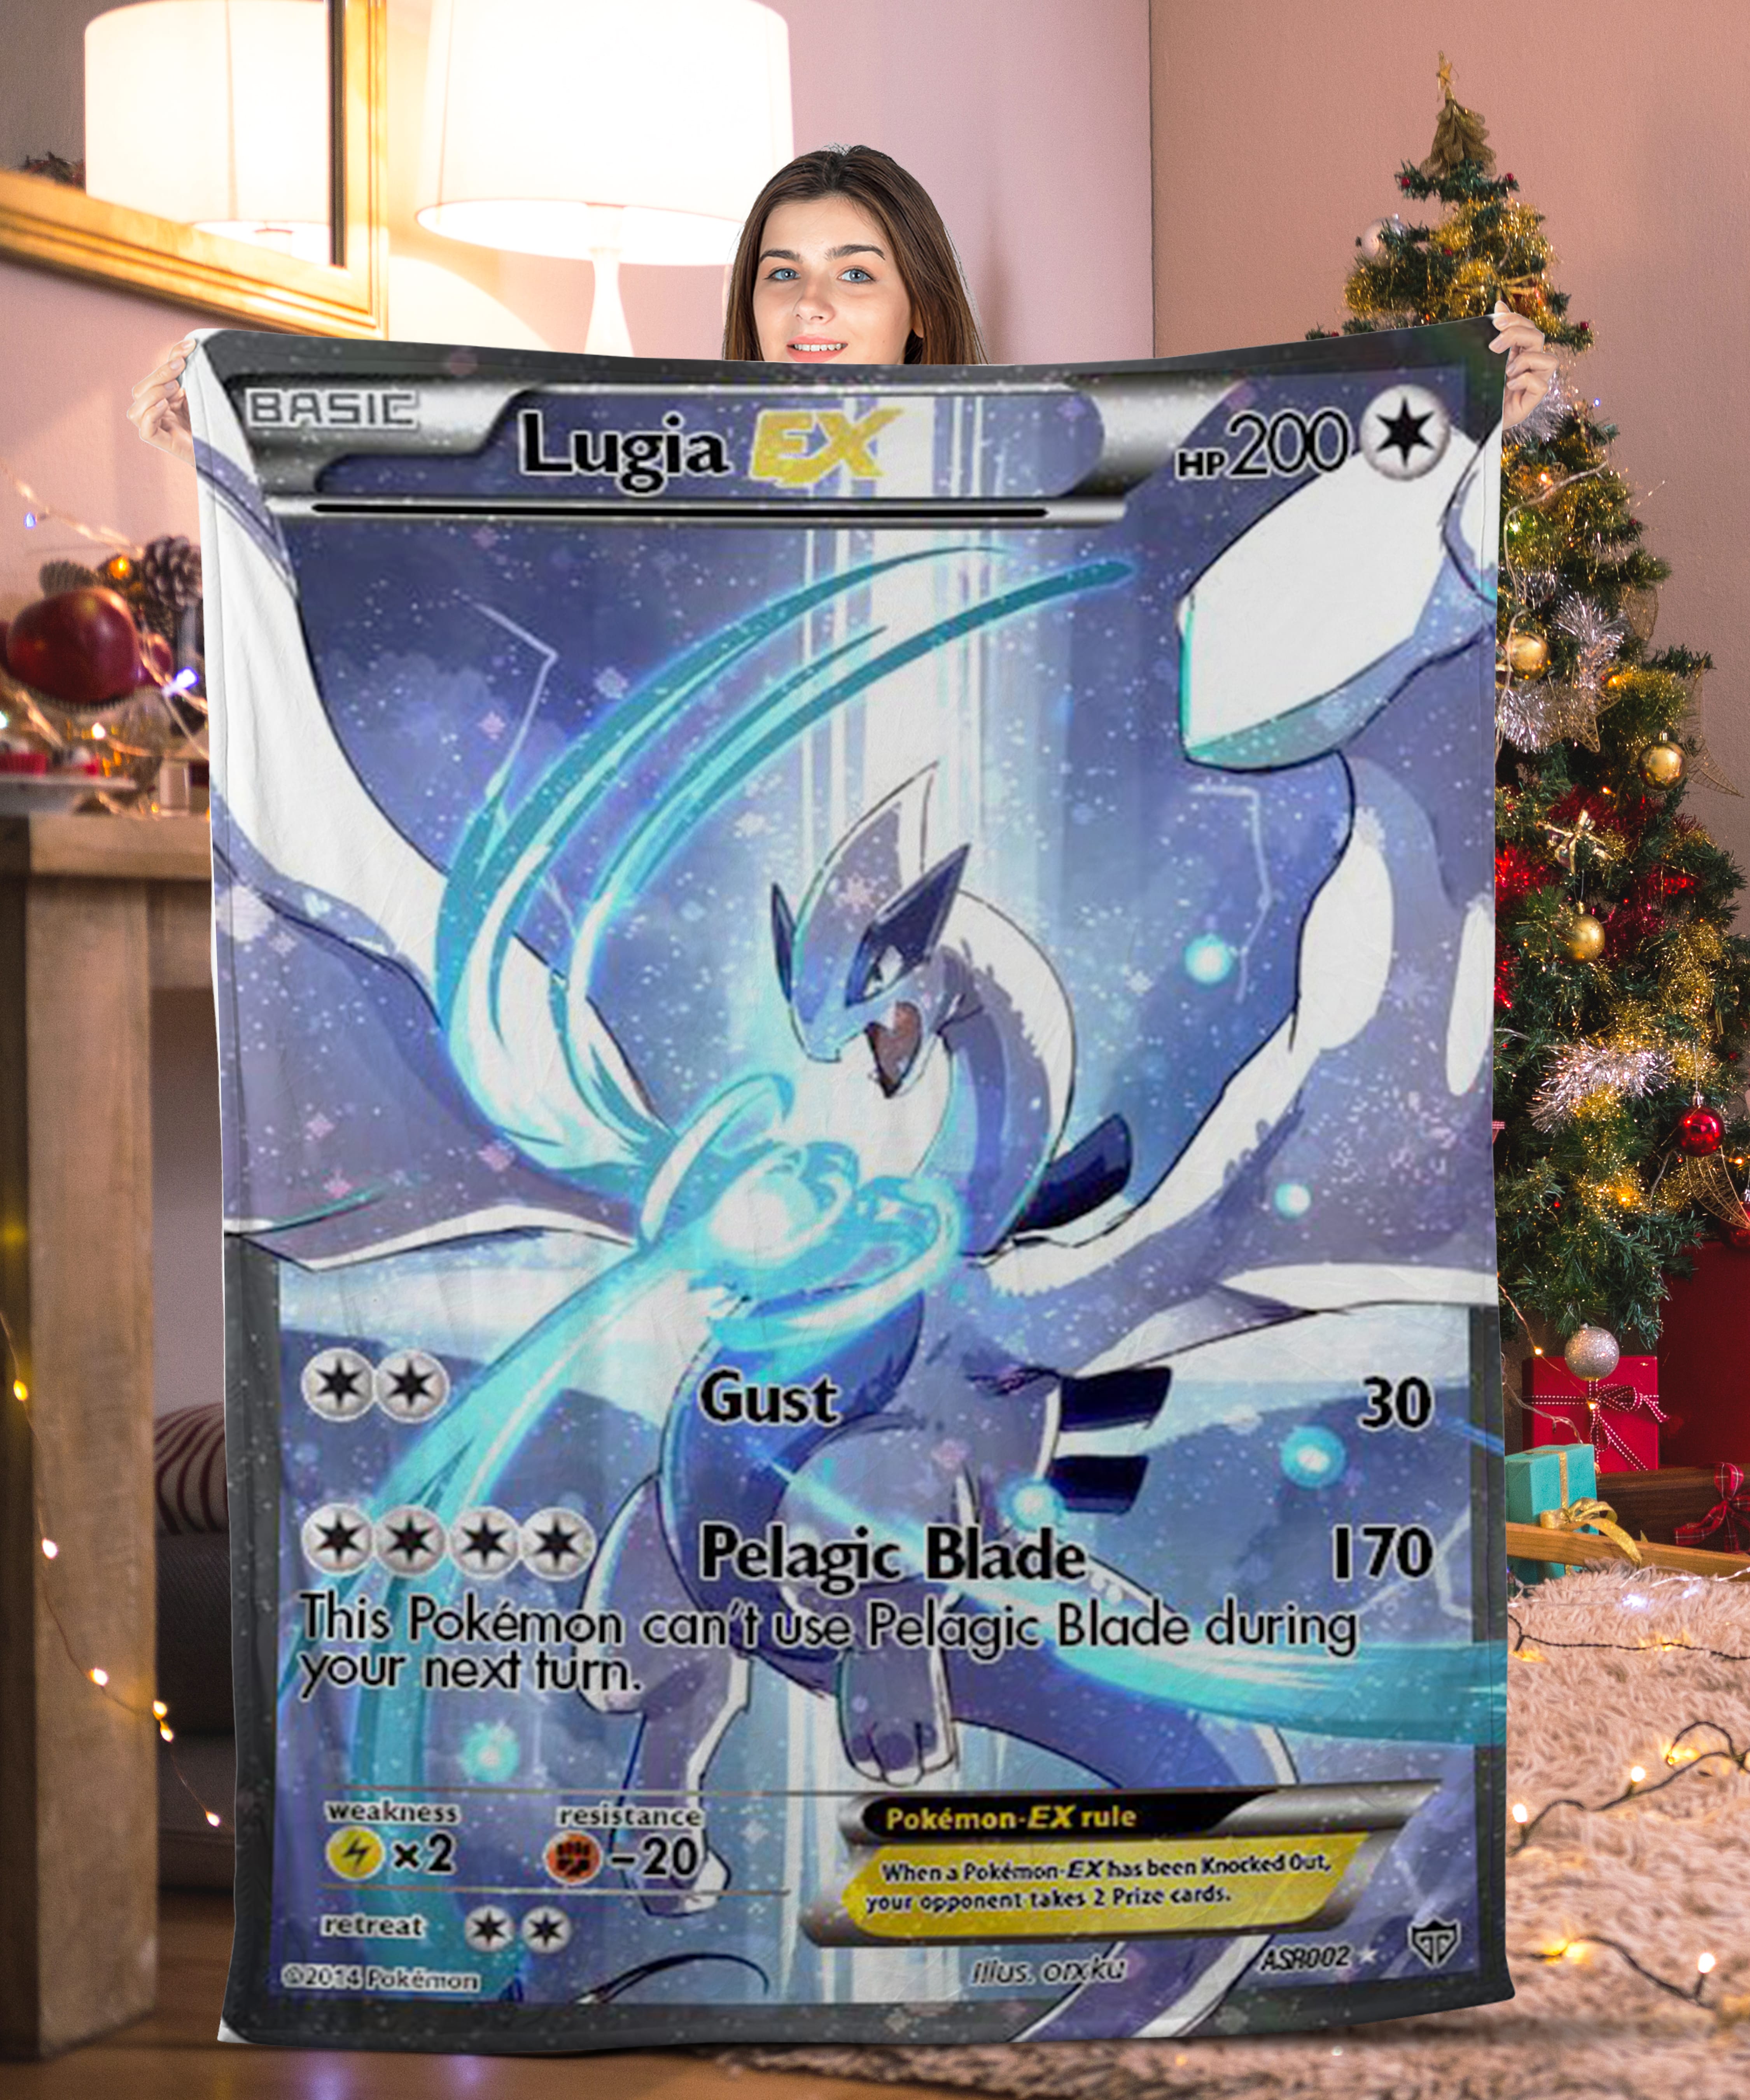 BASIC
Lugia EX
HP200
Gust 30
Pelagic Blade 170
This Pokémon can't use Pelagic Blade during
your next turn.
weakness resistance
×2 -20
Pokémon-EX rule
When a Pokémon-EX has been Knocked Out,
your opponent takes 2 Prize cards.
retreat
©2014 Pokémon
Illus. orxku
ASR002